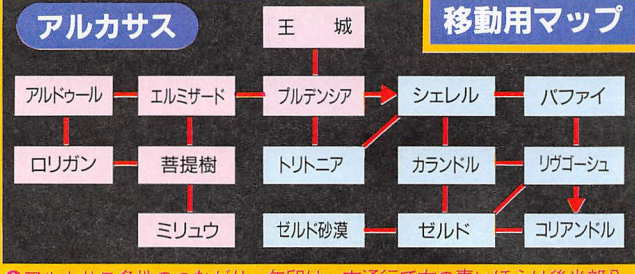 アルカサス
移動用マップ
王 城
アルドゥール エルミザード プルデンシア シェレル バファイ
ロリガン 菩提樹 トリトニア カランドル リヴゴーシュ
ミリュウ ゼルド砂漠 ゼルド コリアンドル